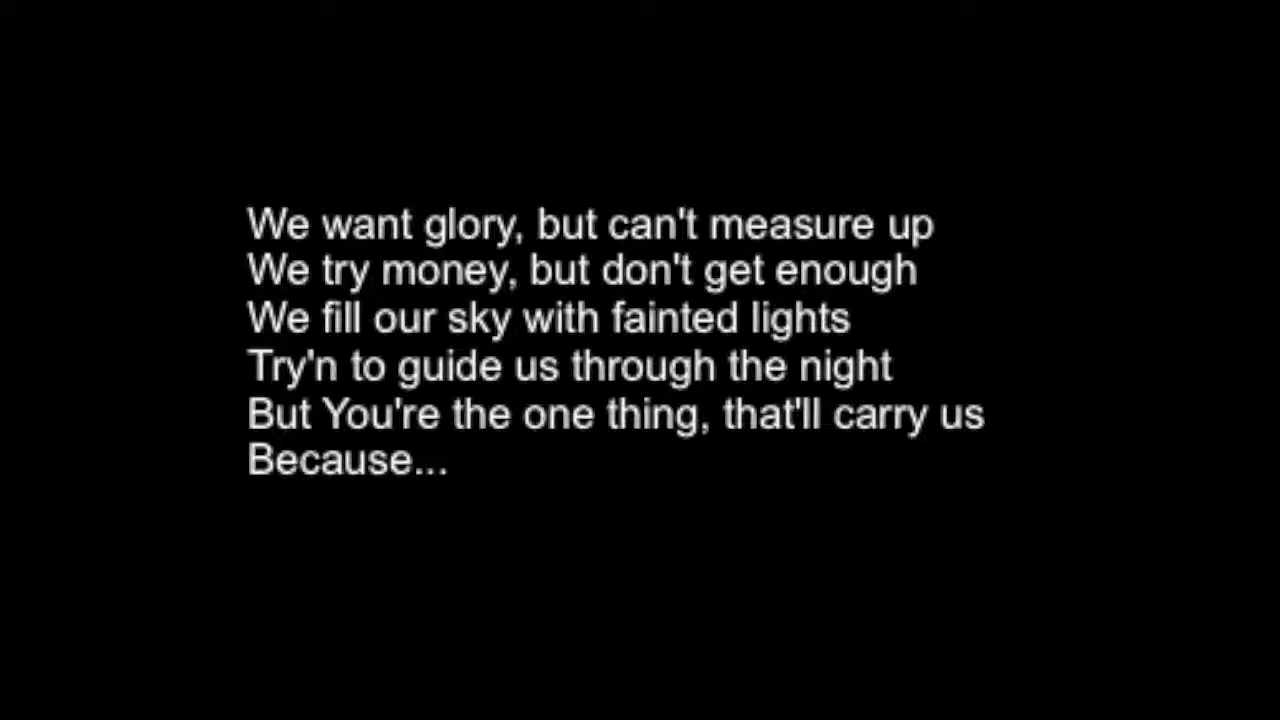 We want glory, but can't measure up
We try money, but don't get enough
We fill our sky with fainted lights
Try'n to guide us through the night
But You're the one thing, that'll carry us
Because...